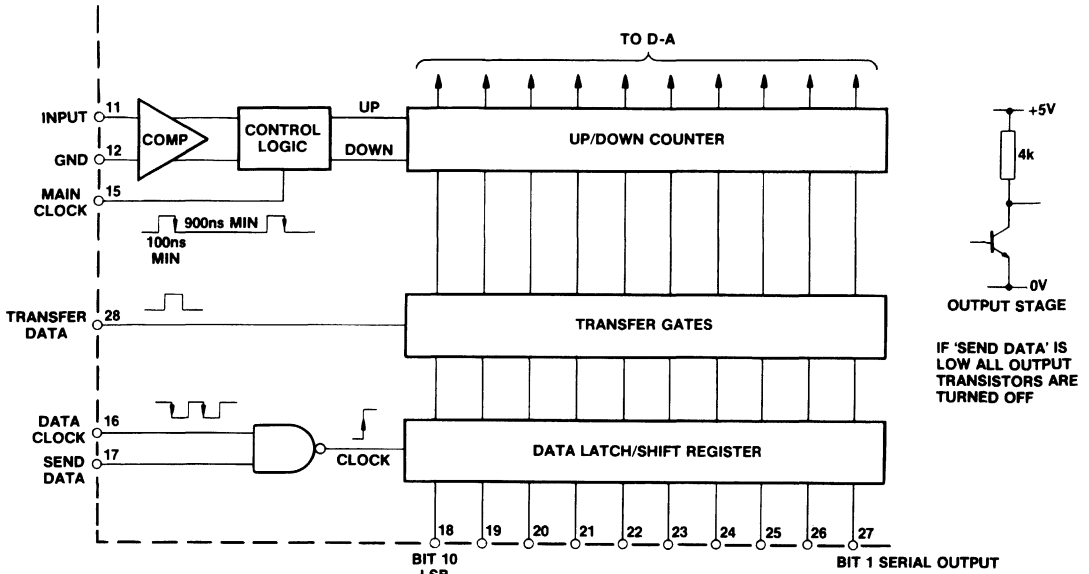 TO D-A
INPUT
11
COMP
CONTROL
LOGIC
UP
DOWN
UP/DOWN COUNTER
GND
12
MAIN
CLOCK
15
900ns MIN
100ns
MIN
+5V
4k
0V
OUTPUT STAGE
IF 'SEND DATA' IS
LOW ALL OUTPUT
TRANSISTORS ARE
TURNED OFF
TRANSFER
DATA
28
TRANSFER GATES
DATA
CLOCK
16
SEND
DATA
17
CLOCK
DATA LATCH/SHIFT REGISTER
18
19
20
21
22
23
24
25
26
27
BIT 10
LSB
BIT 1 SERIAL OUTPUT